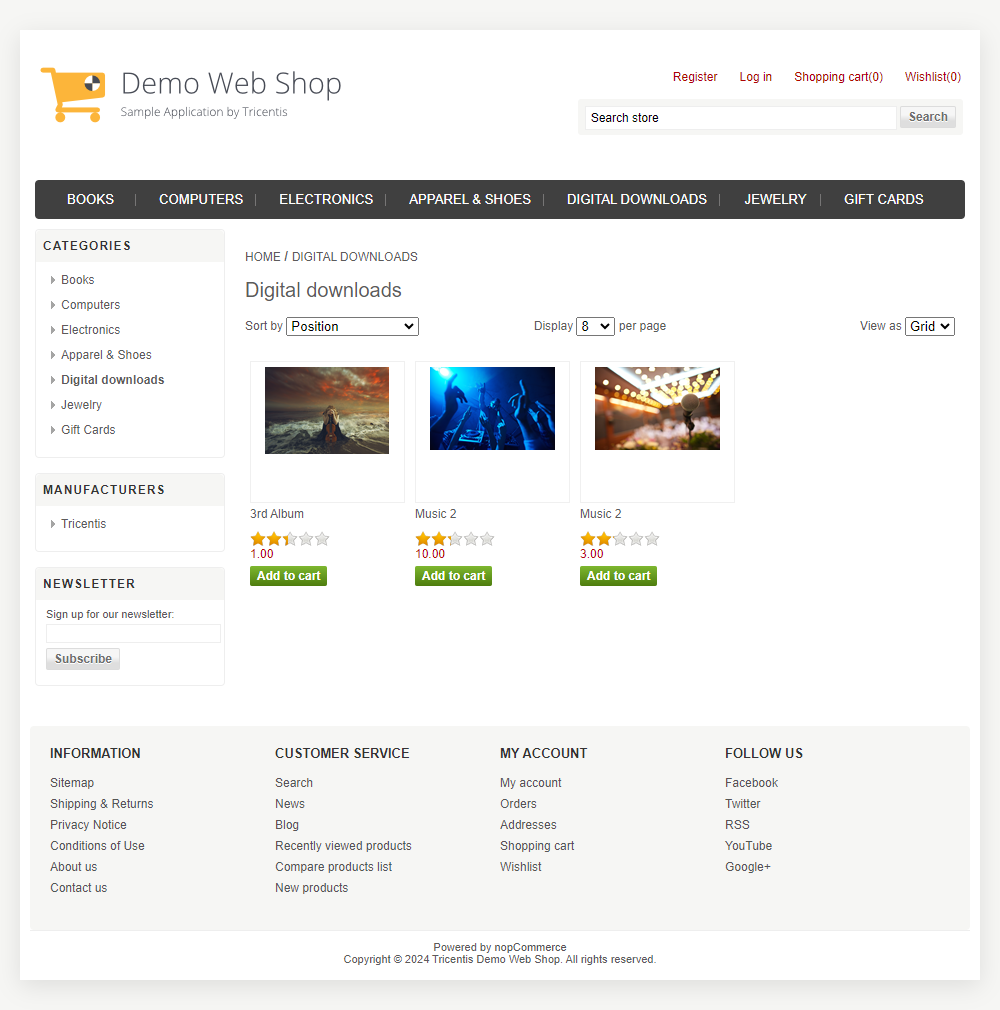 Demo Web Shop
Sample Application by Tricentis
Register Log in Shopping cart(0) Wishlist(0)
Search store Search
BOOKS COMPUTERS ELECTRONICS APPAREL & SHOES DIGITAL DOWNLOADS JEWELRY GIFT CARDS
CATEGORIES
Books
Computers
Electronics
Apparel & Shoes
Digital downloads
Jewelry
Gift Cards
MANUFACTURERS
Tricentis
NEWSLETTER
Sign up for our newsletter:
Subscribe
HOME / DIGITAL DOWNLOADS
Digital downloads
Sort by Position Display 8 per page View as Grid
3rd Album Music 2 Music 2
1.00 10.00 3.00
Add to cart Add to cart Add to cart
INFORMATION
Sitemap
Shipping & Returns
Privacy Notice
Conditions of Use
About us
Contact us
CUSTOMER SERVICE
Search
News
Blog
Recently viewed products
Compare products list
New products
MY ACCOUNT
My account
Orders
Addresses
Shopping cart
Wishlist
FOLLOW US
Facebook
Twitter
RSS
YouTube
Google+
Powered by nopCommerce
Copyright © 2024 Tricentis Demo Web Shop. All rights reserved.